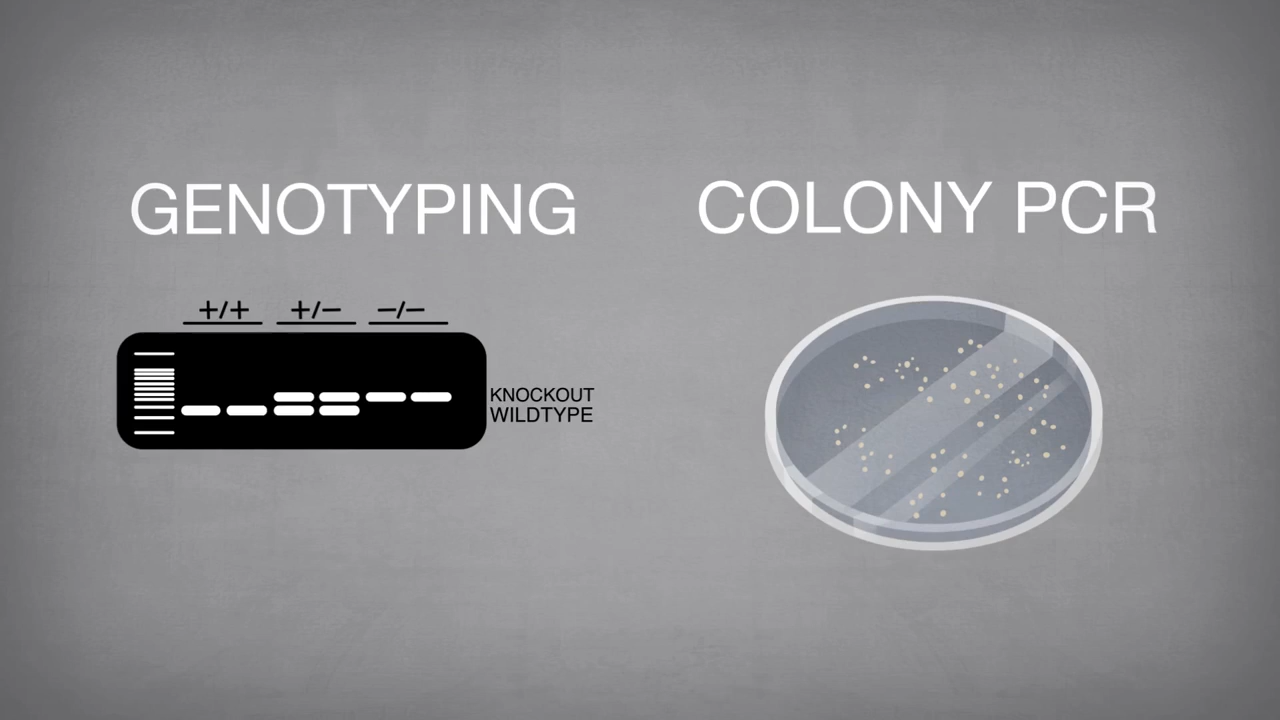 GENOTYPING
+/+ +/− −/−
KNOCKOUT
WILDTYPE
COLONY PCR